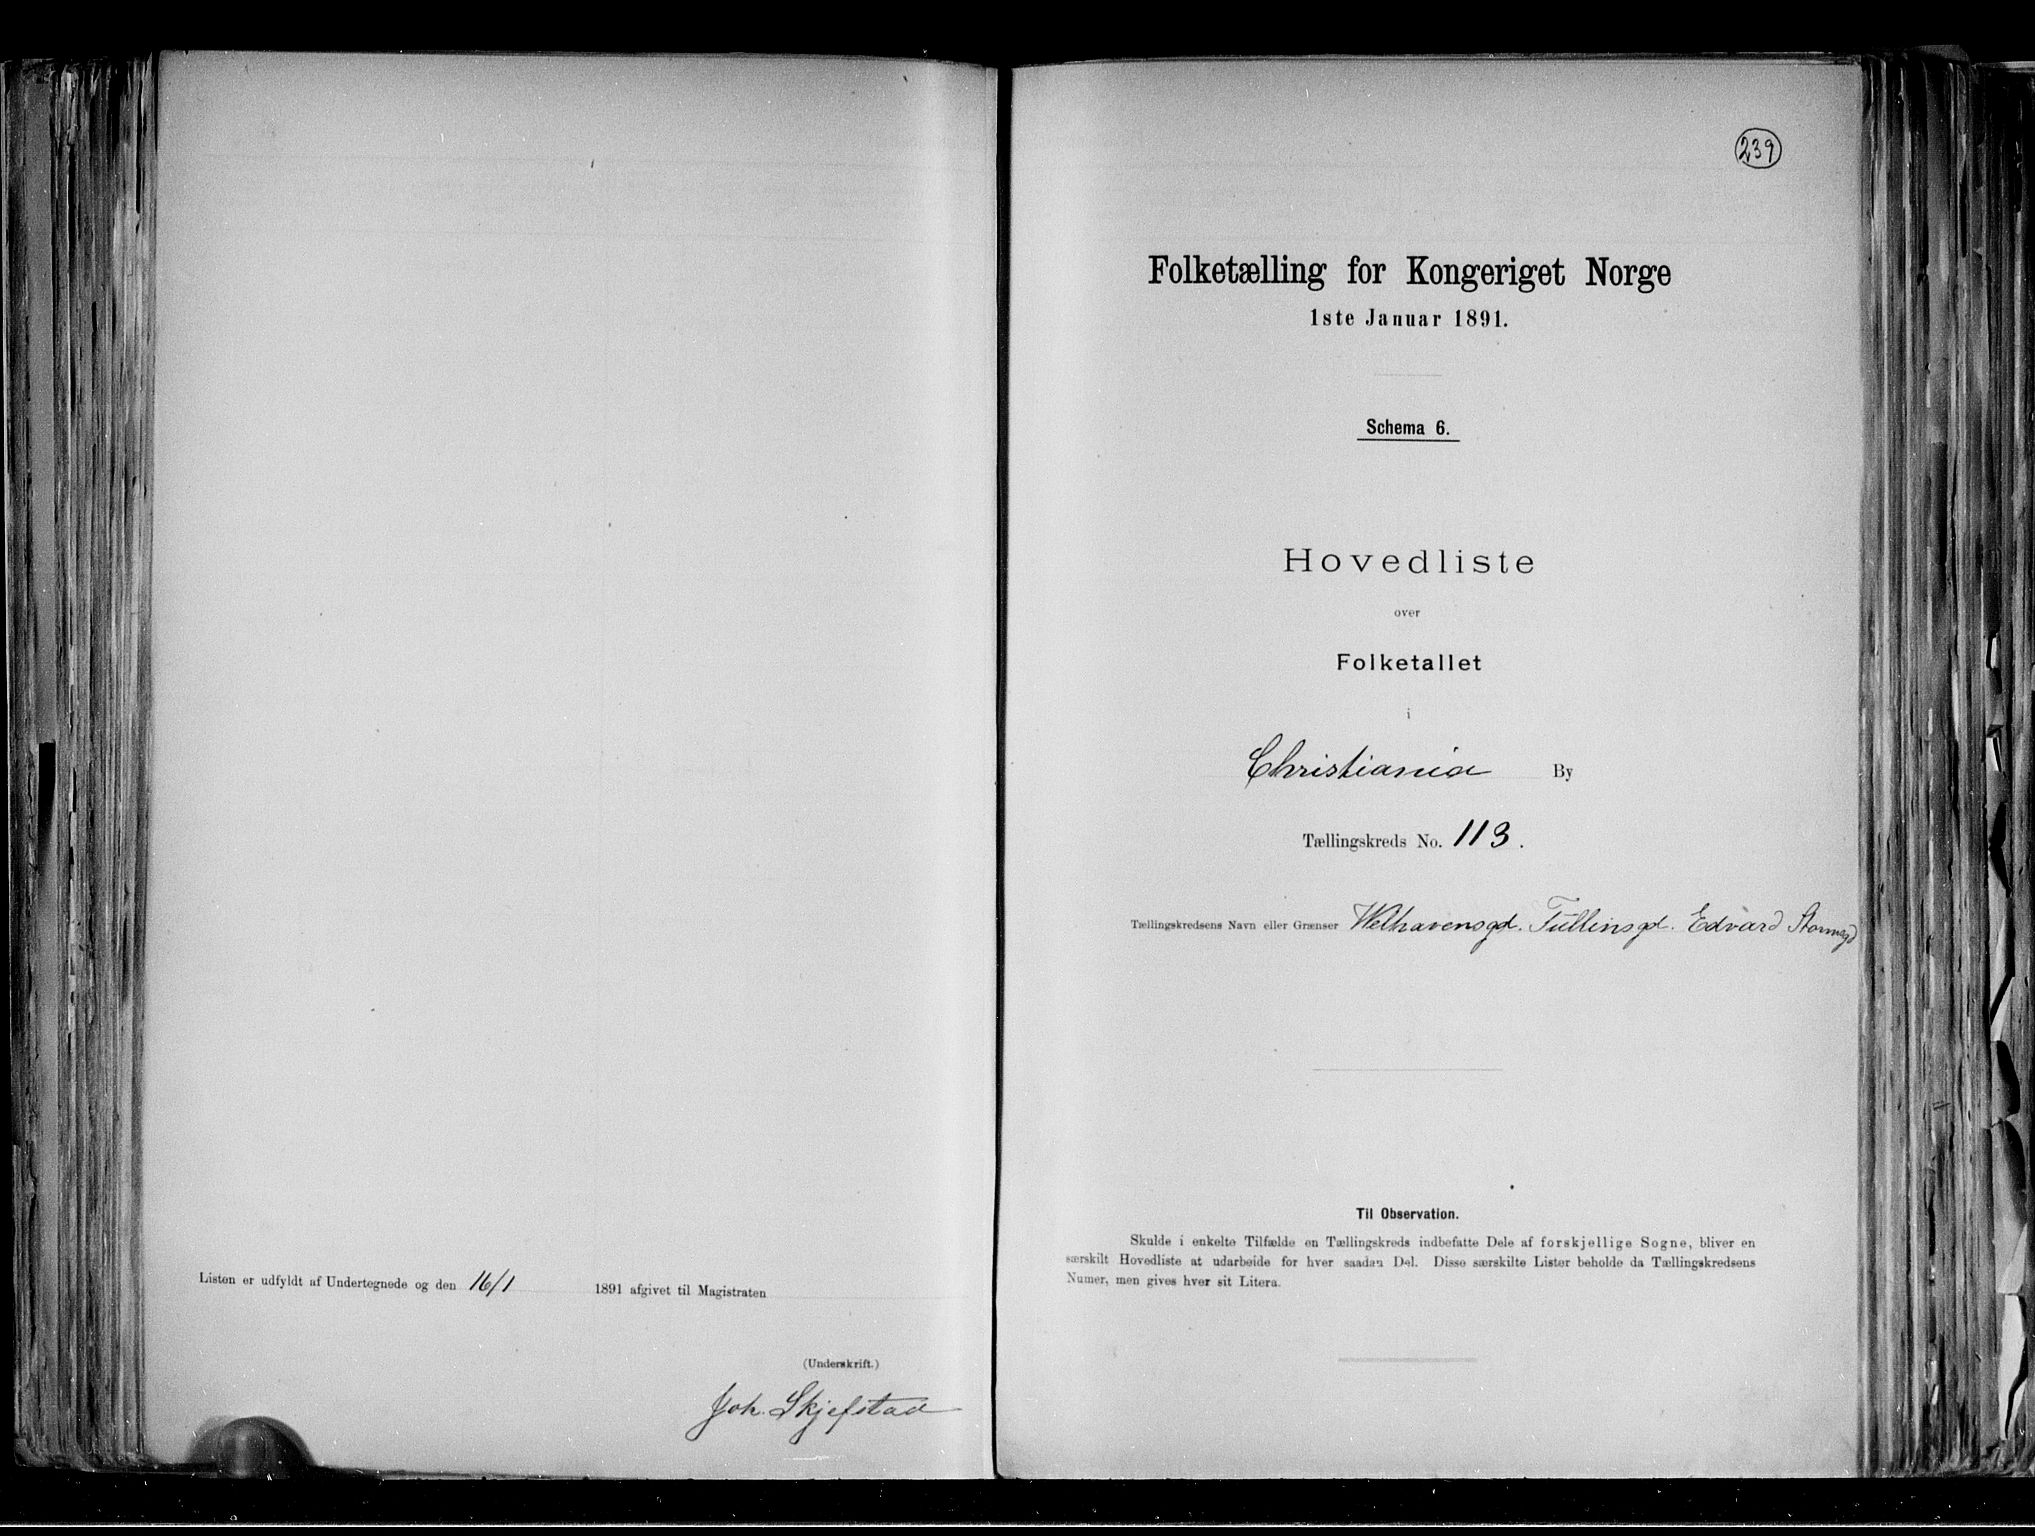 Listen er udfyldt af Undertegnede og den 16/1 1891 afgivet til Magistraten
(Underskrift.)
Joh. Skjefstad
239
Folketælling for Kongeriget Norge
1ste Januar 1891.
Schema 6.
Hovedliste
over
Folketallet
i
Christiania By
Tællingskreds No. 113.
Tællingskredsens Navn eller Grænser Welhavensgd. Tullinsgd. Edvard Stormsgd
Til Observation.
Skulde i enkelte Tilfælde en Tællingskreds indbefatte Dele af forskjellige Sogne, bliver en
særskilt Hovedliste at udarbeide for hver saadan Del. Disse særskilte Lister beholde da Tællingskredsens
Numer, men gives hver sit Litera.